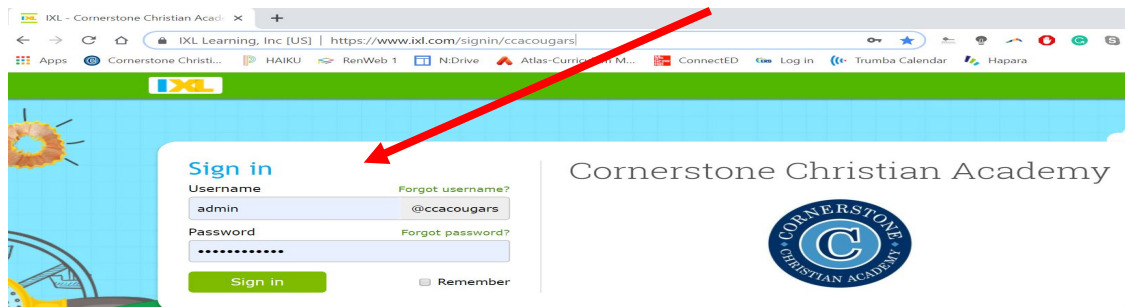 IXL - Cornerstone Christian Acad
IXL Learning, Inc [US] | https://www.ixl.com/signin/ccacougars
Apps Cornerstone Christi... HAIKU RenWeb 1 N:Drive Atlas-Curriculum M... ConnectED Log in Trumba Calendar Hapara
IXL
Sign in
Username Forgot username?
admin @ccacougars
Password Forgot password?
••••••••••••
Sign in Remember
Cornerstone Christian Academy
CORNERSTONE
C
CHRISTIAN ACADEMY